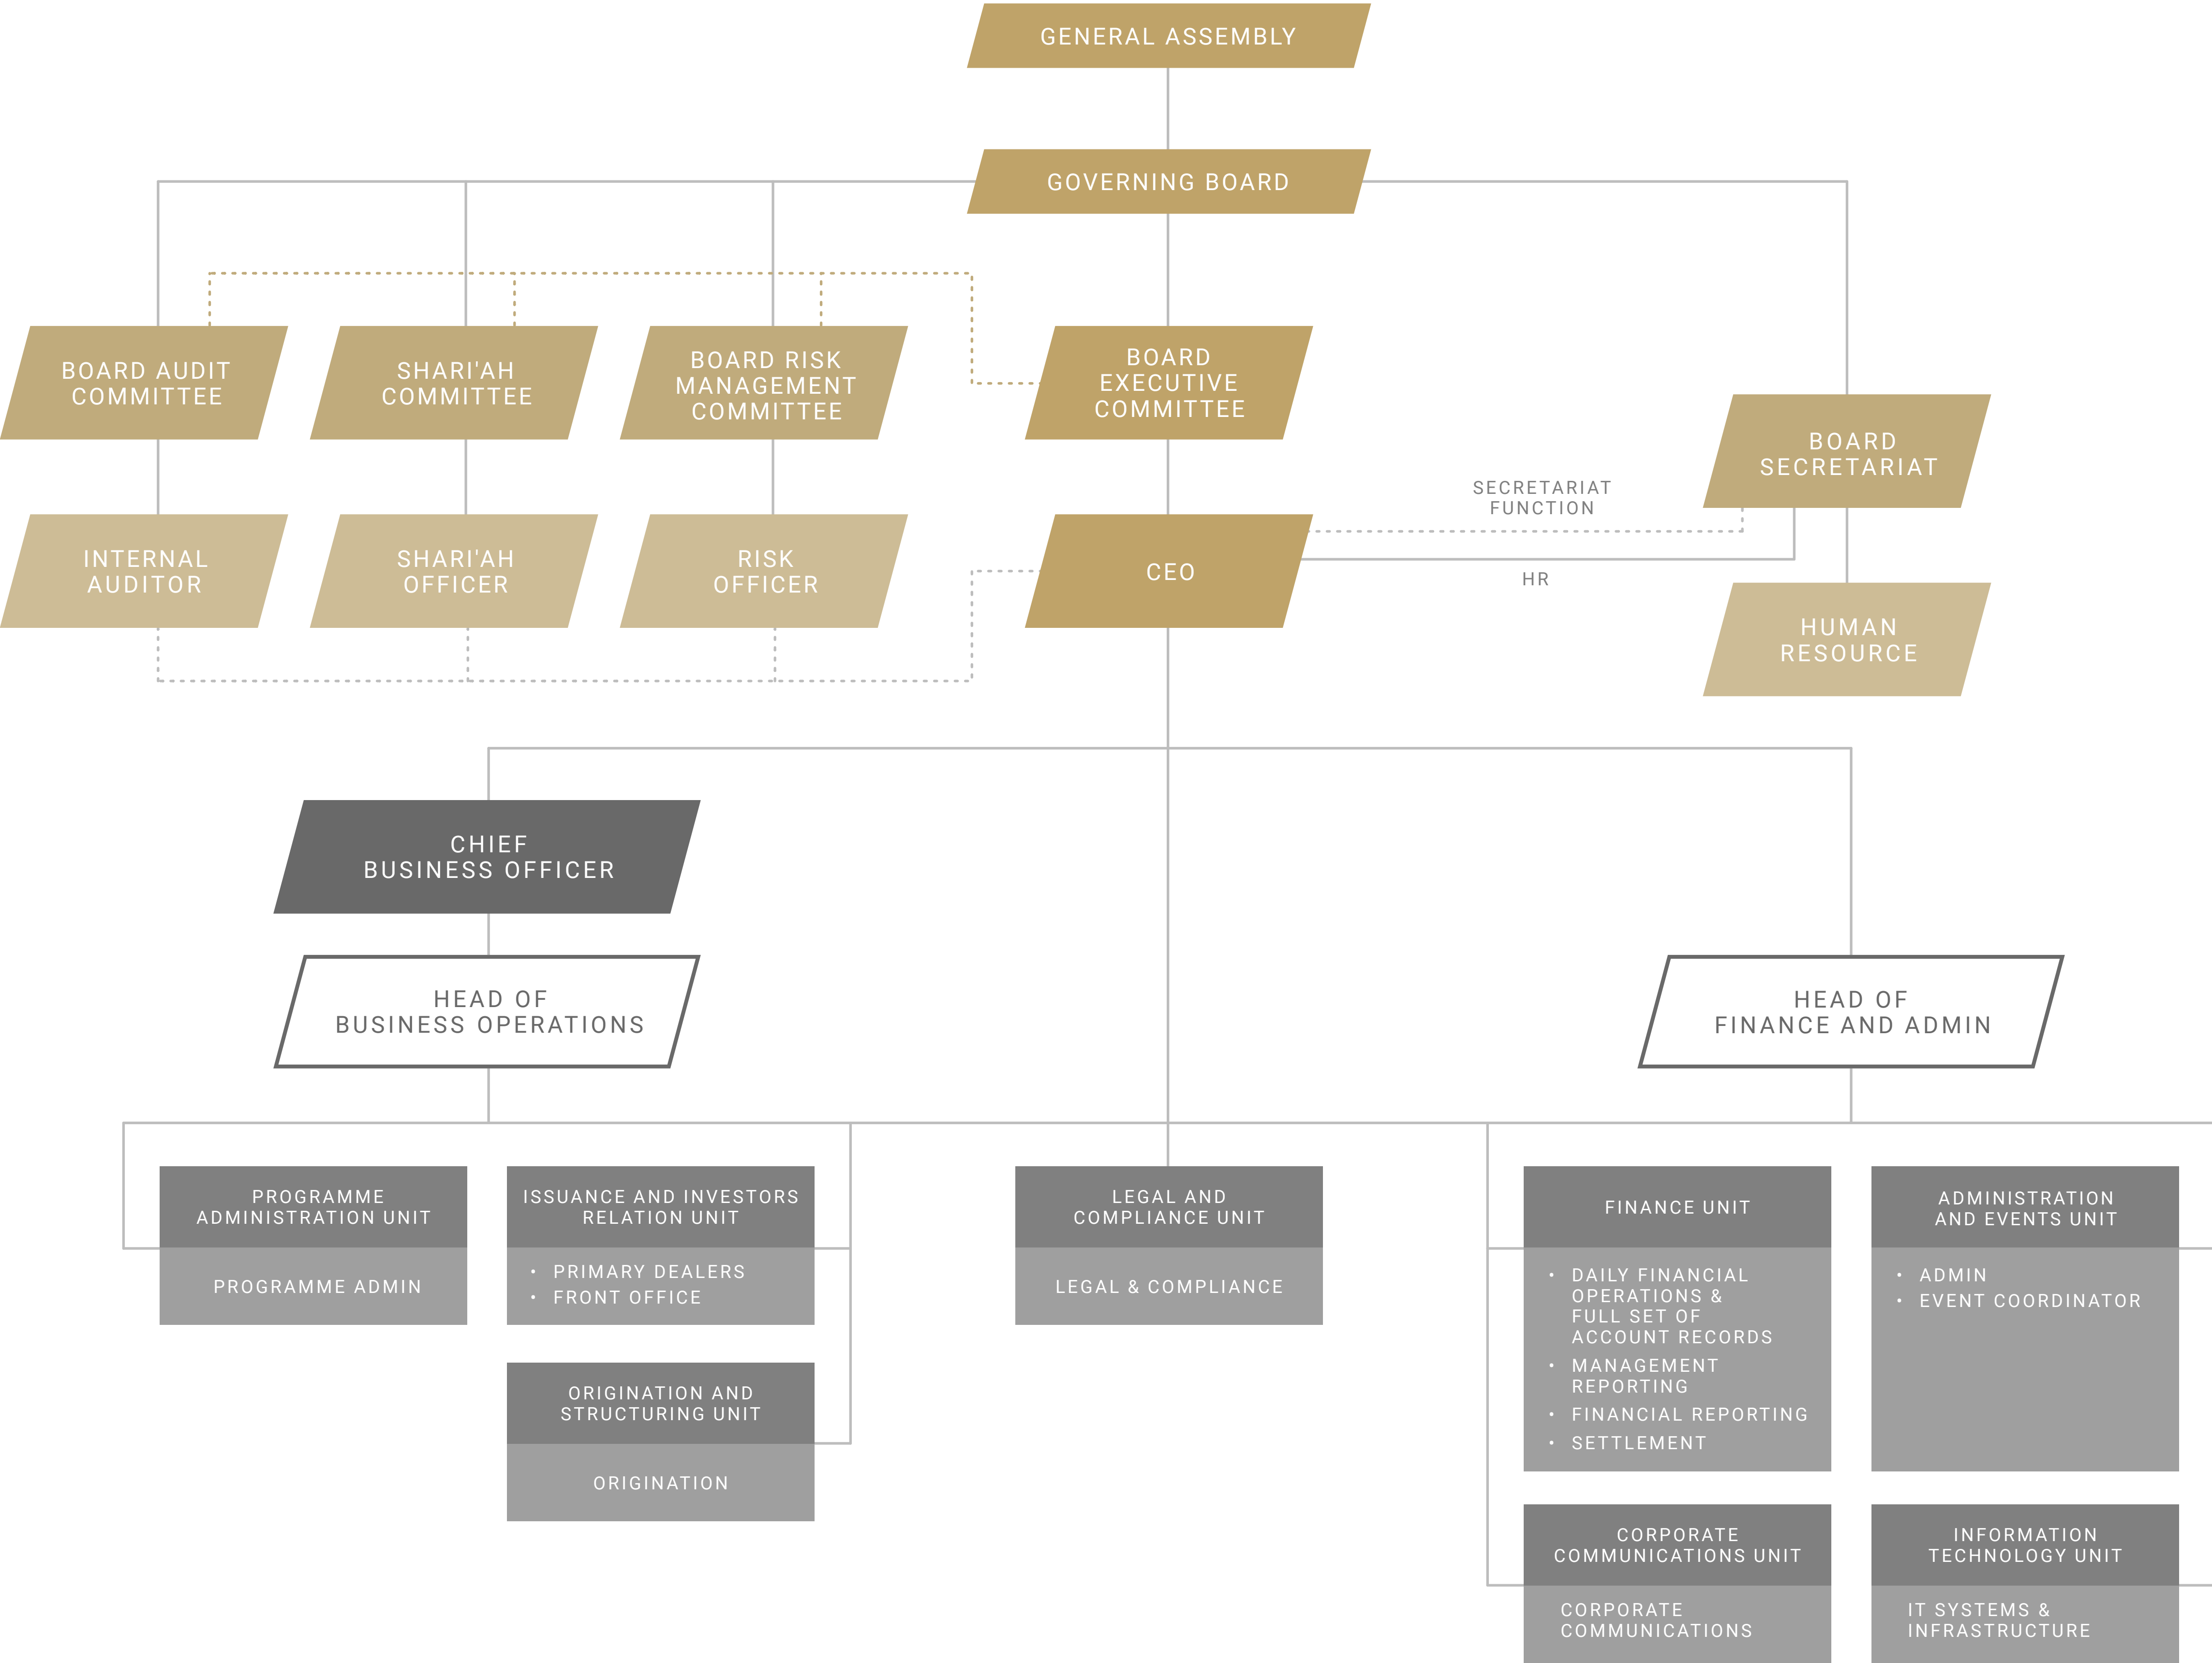 GENERAL ASSEMBLY
GOVERNING BOARD
BOARD AUDIT
COMMITTEE
SHARI'AH
COMMITTEE
BOARD RISK
MANAGEMENT
COMMITTEE
BOARD
EXECUTIVE
COMMITTEE
BOARD
SECRETARIAT
SECRETARIAT
FUNCTION
INTERNAL
AUDITOR
SHARI'AH
OFFICER
RISK
OFFICER
CEO
HR
HUMAN
RESOURCE
CHIEF
BUSINESS OFFICER
HEAD OF
BUSINESS OPERATIONS
HEAD OF
FINANCE AND ADMIN
PROGRAMME
ADMINISTRATION UNIT
PROGRAMME ADMIN
ISSUANCE AND INVESTORS
RELATION UNIT
• PRIMARY DEALERS
• FRONT OFFICE
ORIGINATION AND
STRUCTURING UNIT
ORIGINATION
LEGAL AND
COMPLIANCE UNIT
LEGAL & COMPLIANCE
FINANCE UNIT
• DAILY FINANCIAL
OPERATIONS &
FULL SET OF
ACCOUNT RECORDS
• MANAGEMENT
REPORTING
• FINANCIAL REPORTING
• SETTLEMENT
ADMINISTRATION
AND EVENTS UNIT
• ADMIN
• EVENT COORDINATOR
CORPORATE
COMMUNICATIONS UNIT
CORPORATE
COMMUNICATIONS
INFORMATION
TECHNOLOGY UNIT
IT SYSTEMS &
INFRASTRUCTURE